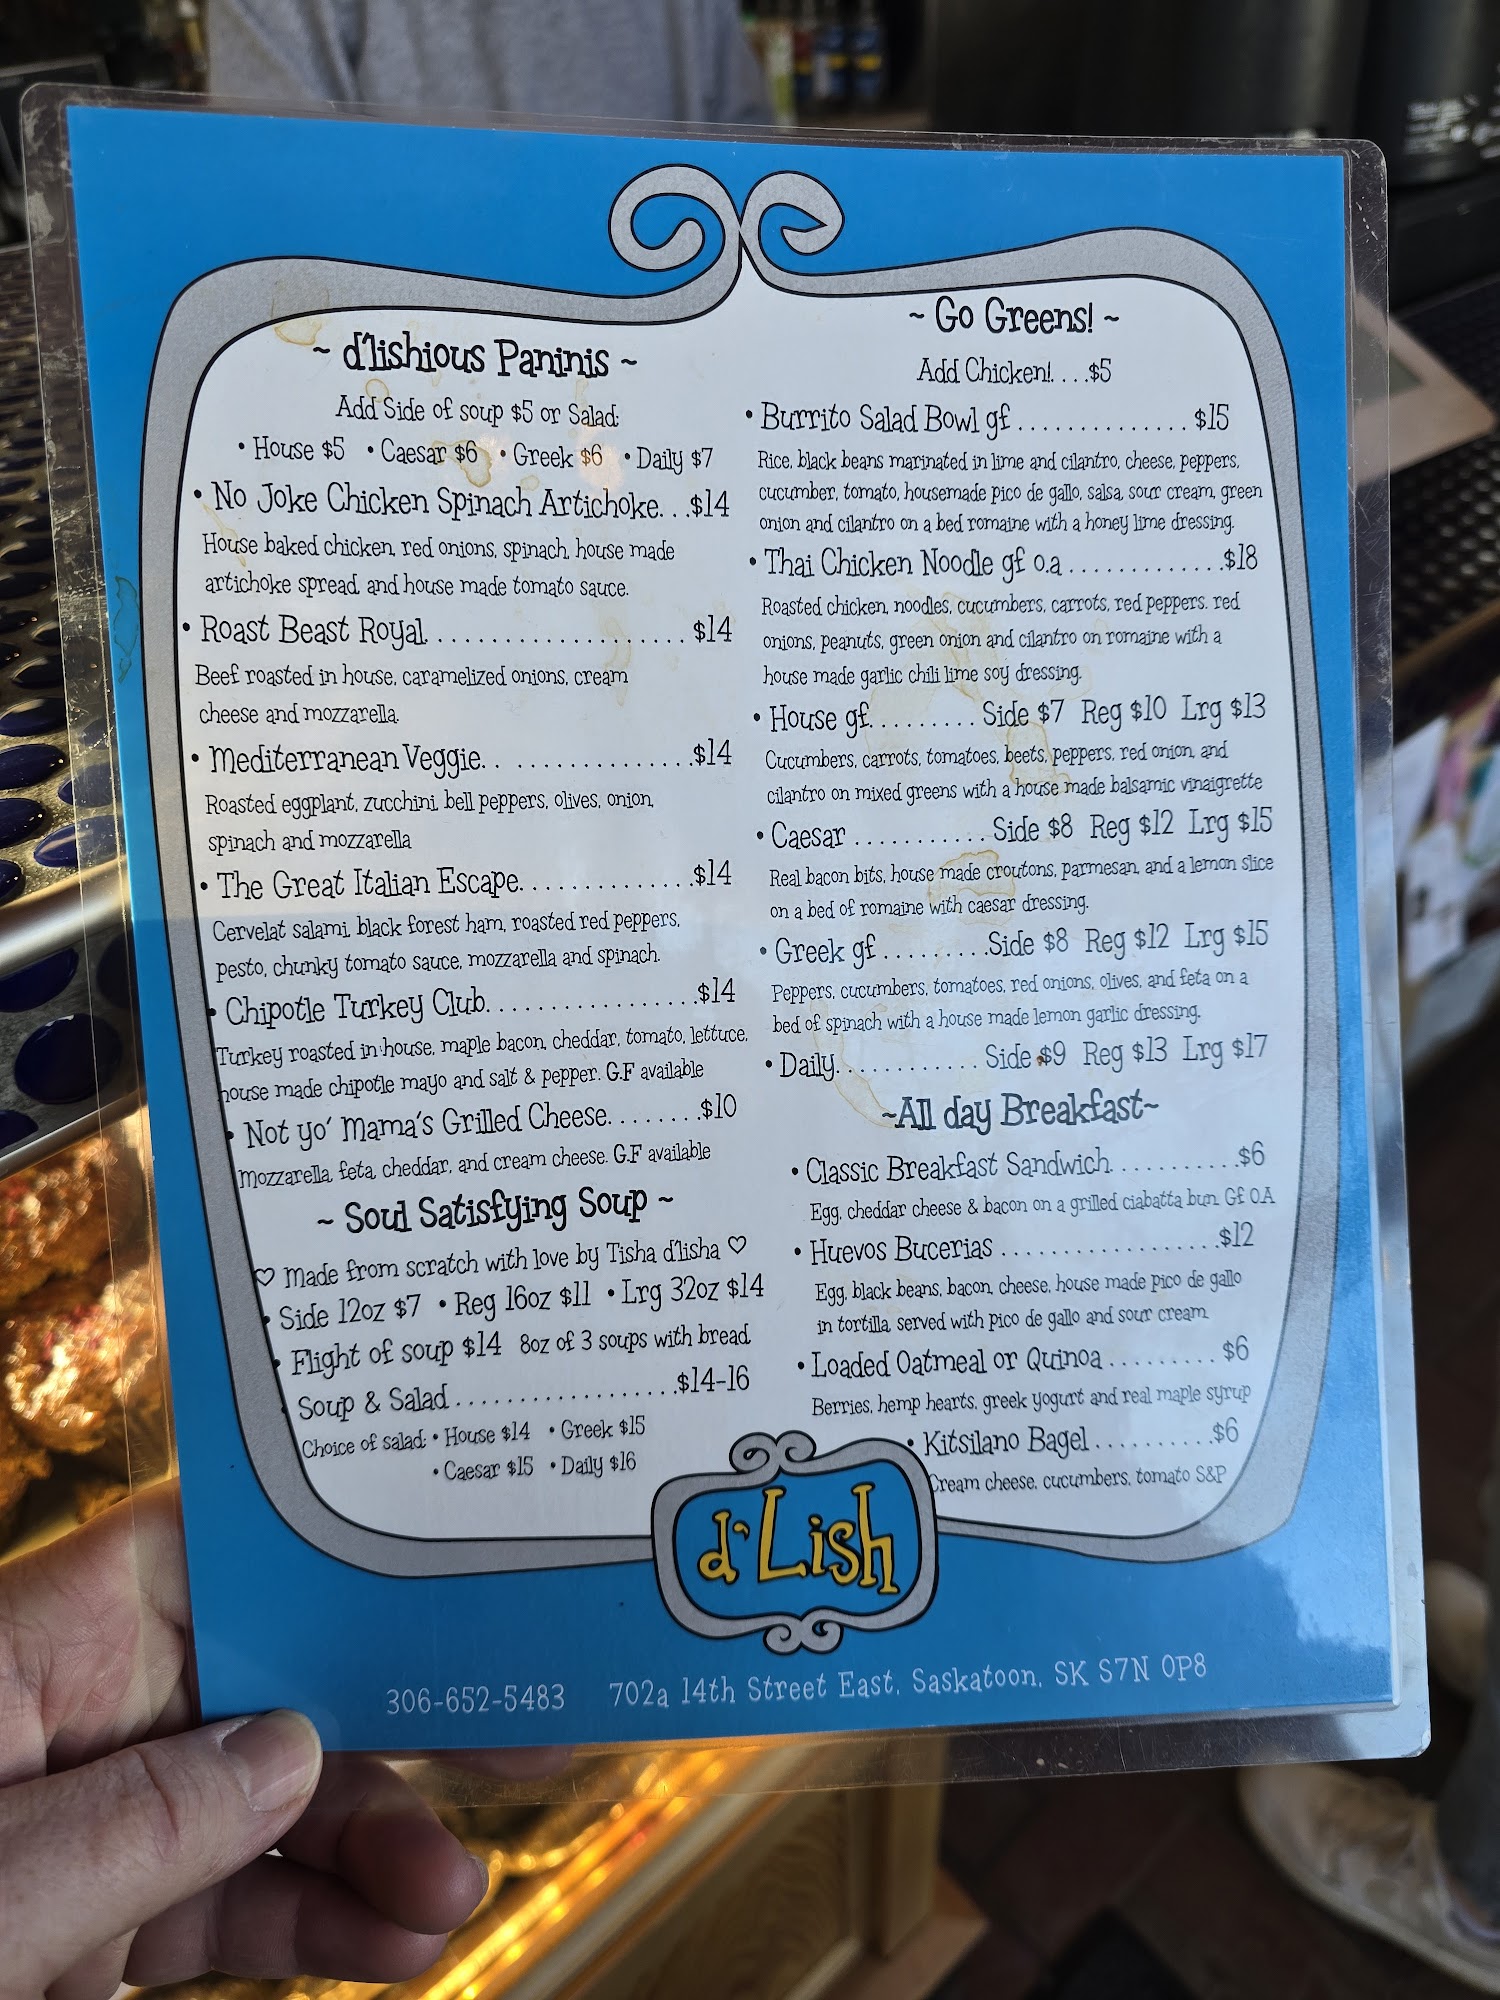 ~ d'lishious Paninis ~
Add Side of soup $5 or Salad:
• House $5 • Caesar $6 • Greek $6 • Daily $7
• No Joke Chicken Spinach Artichoke. . .$14
House baked chicken, red onions, spinach, house made
artichoke spread, and house made tomato sauce.
• Roast Beast Royal. . . . . . . . . . . . . . . . . . . . $14
Beef roasted in house, caramelized onions, cream
cheese and mozzarella.
• Mediterranean Veggie. . . . . . . . . . . . . . . .$14
Roasted eggplant, zucchini, bell peppers, olives, onion,
spinach and mozzarella
• The Great Italian Escape. . . . . . . . . . . . . .$14
Cervelat salami, black forest ham, roasted red peppers,
pesto, chunky tomato sauce, mozzarella and spinach.
• Chipotle Turkey Club. . . . . . . . . . . . . . . . .$14
Turkey roasted in house, maple bacon, cheddar, tomato, lettuce,
house made chipotle mayo and salt & pepper. G.F available
• Not yo' Mama's Grilled Cheese. . . . . . . .$10
Mozzarella, feta, cheddar, and cream cheese. G.F available
~ Soul Satisfying Soup ~
♡ Made from scratch with love by Tisha d'lisha ♡
• Side 12oz $7 • Reg 16oz $11 • Lrg 32oz $14
• Flight of soup $14 8oz of 3 soups with bread
• Soup & Salad . . . . . . . . . . . . . . . . . .$14-16
Choice of salad: • House $14 • Greek $15
• Caesar $15 • Daily $16
~ Go Greens! ~
Add Chicken!. . . .$5
• Burrito Salad Bowl gf . . . . . . . . . . . . . . $15
Rice, black beans marinated in lime and cilantro, cheese, peppers,
cucumber, tomato, housemade pico de gallo, salsa, sour cream, green
onion and cilantro on a bed romaine with a honey lime dressing.
• Thai Chicken Noodle gf o.a . . . . . . . . . . . . .$18
Roasted chicken, noodles, cucumbers, carrots, red peppers. red
onions, peanuts, green onion and cilantro on romaine with a
house made garlic chili lime soy dressing.
• House gf. . . . . . . . . Side $7 Reg $10 Lrg $13
Cucumbers, carrots, tomatoes, beets, peppers, red onion, and
cilantro on mixed greens with a house made balsamic vinaigrette
• Caesar . . . . . . . . . . . Side $8 Reg $12 Lrg $15
Real bacon bits, house made croutons, parmesan, and a lemon slice
on a bed of romaine with caesar dressing.
• Greek gf . . . . . . . . .Side $8 Reg $12 Lrg $15
Peppers, cucumbers, tomatoes, red onions, olives, and feta on a
bed of spinach with a house made lemon garlic dressing.
• Daily. . . . . . . . . . . . Side $9 Reg $13 Lrg $17
~All day Breakfast~
• Classic Breakfast Sandwich. . . . . . . . . . .$6
Egg, cheddar cheese & bacon on a grilled ciabatta bun. Gf O.A
• Huevos Bucerias . . . . . . . . . . . . . . . . . .$12
Egg, black beans, bacon, cheese, house made pico de gallo
in tortilla, served with pico de gallo and sour cream.
• Loaded Oatmeal or Quinoa . . . . . . . . . $6
Berries, hemp hearts, greek yogurt and real maple syrup
• Kitsilano Bagel . . . . . . . . . .$6
Cream cheese, cucumbers, tomato S&P
d'Lish
306-652-5483 702a 14th Street East, Saskatoon, SK S7N 0P8